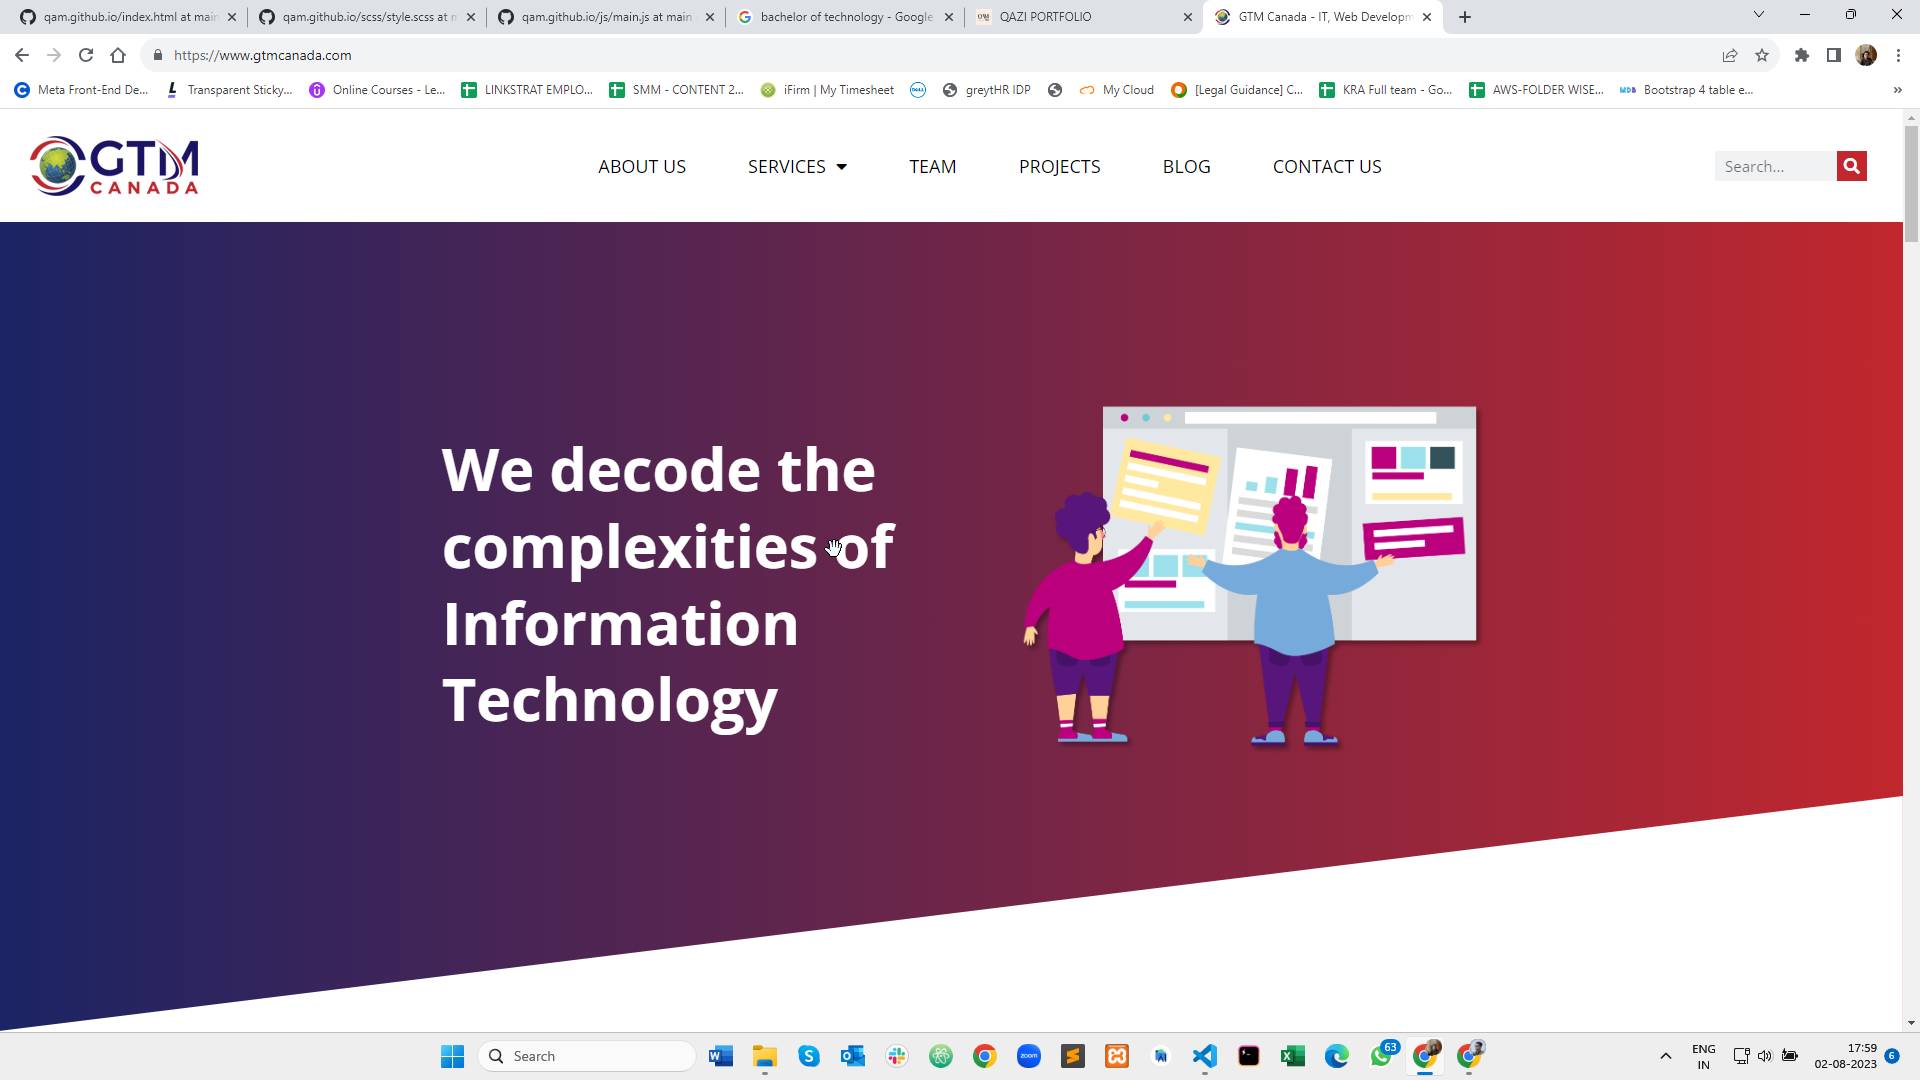 qam.github.io/index.html at main
qam.github.io/scss/style.scss at m
qam.github.io/js/main.js at main
bachelor of technology - Google
QAZI PORTFOLIO
GTM Canada - IT, Web Developm
https://www.gtmcanada.com
Meta Front-End De...
Transparent Sticky...
Online Courses - Le...
LINKSTRAT EMPLO...
SMM - CONTENT 2...
iFirm | My Timesheet
greytHR IDP
My Cloud
[Legal Guidance] C...
KRA Full team - Go...
AWS-FOLDER WISE...
Bootstrap 4 table e...
GTM
CANADA
ABOUT US
SERVICES
TEAM
PROJECTS
BLOG
CONTACT US
Search...
We decode the
complexities of
Information
Technology
Search
zoom
63
ENG
IN
17:59
02-08-2023
6